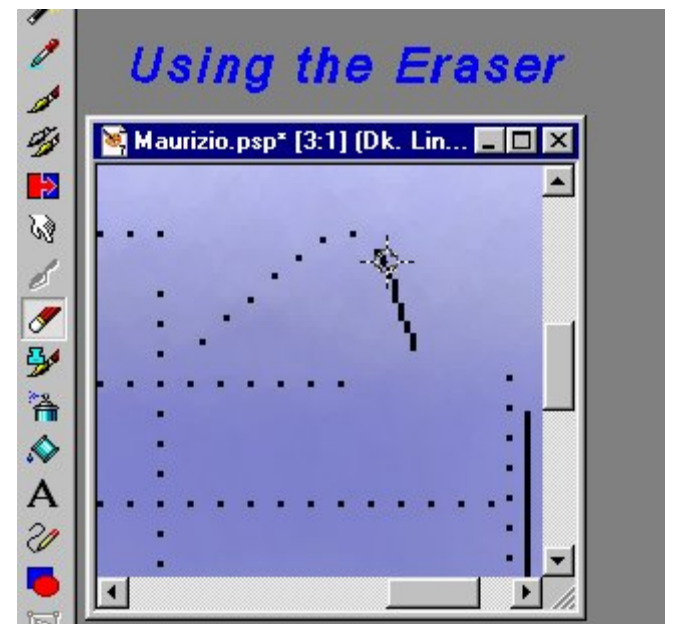 Using the Eraser
Maurizio.psp* [3:1] (Dk. Lin...
A